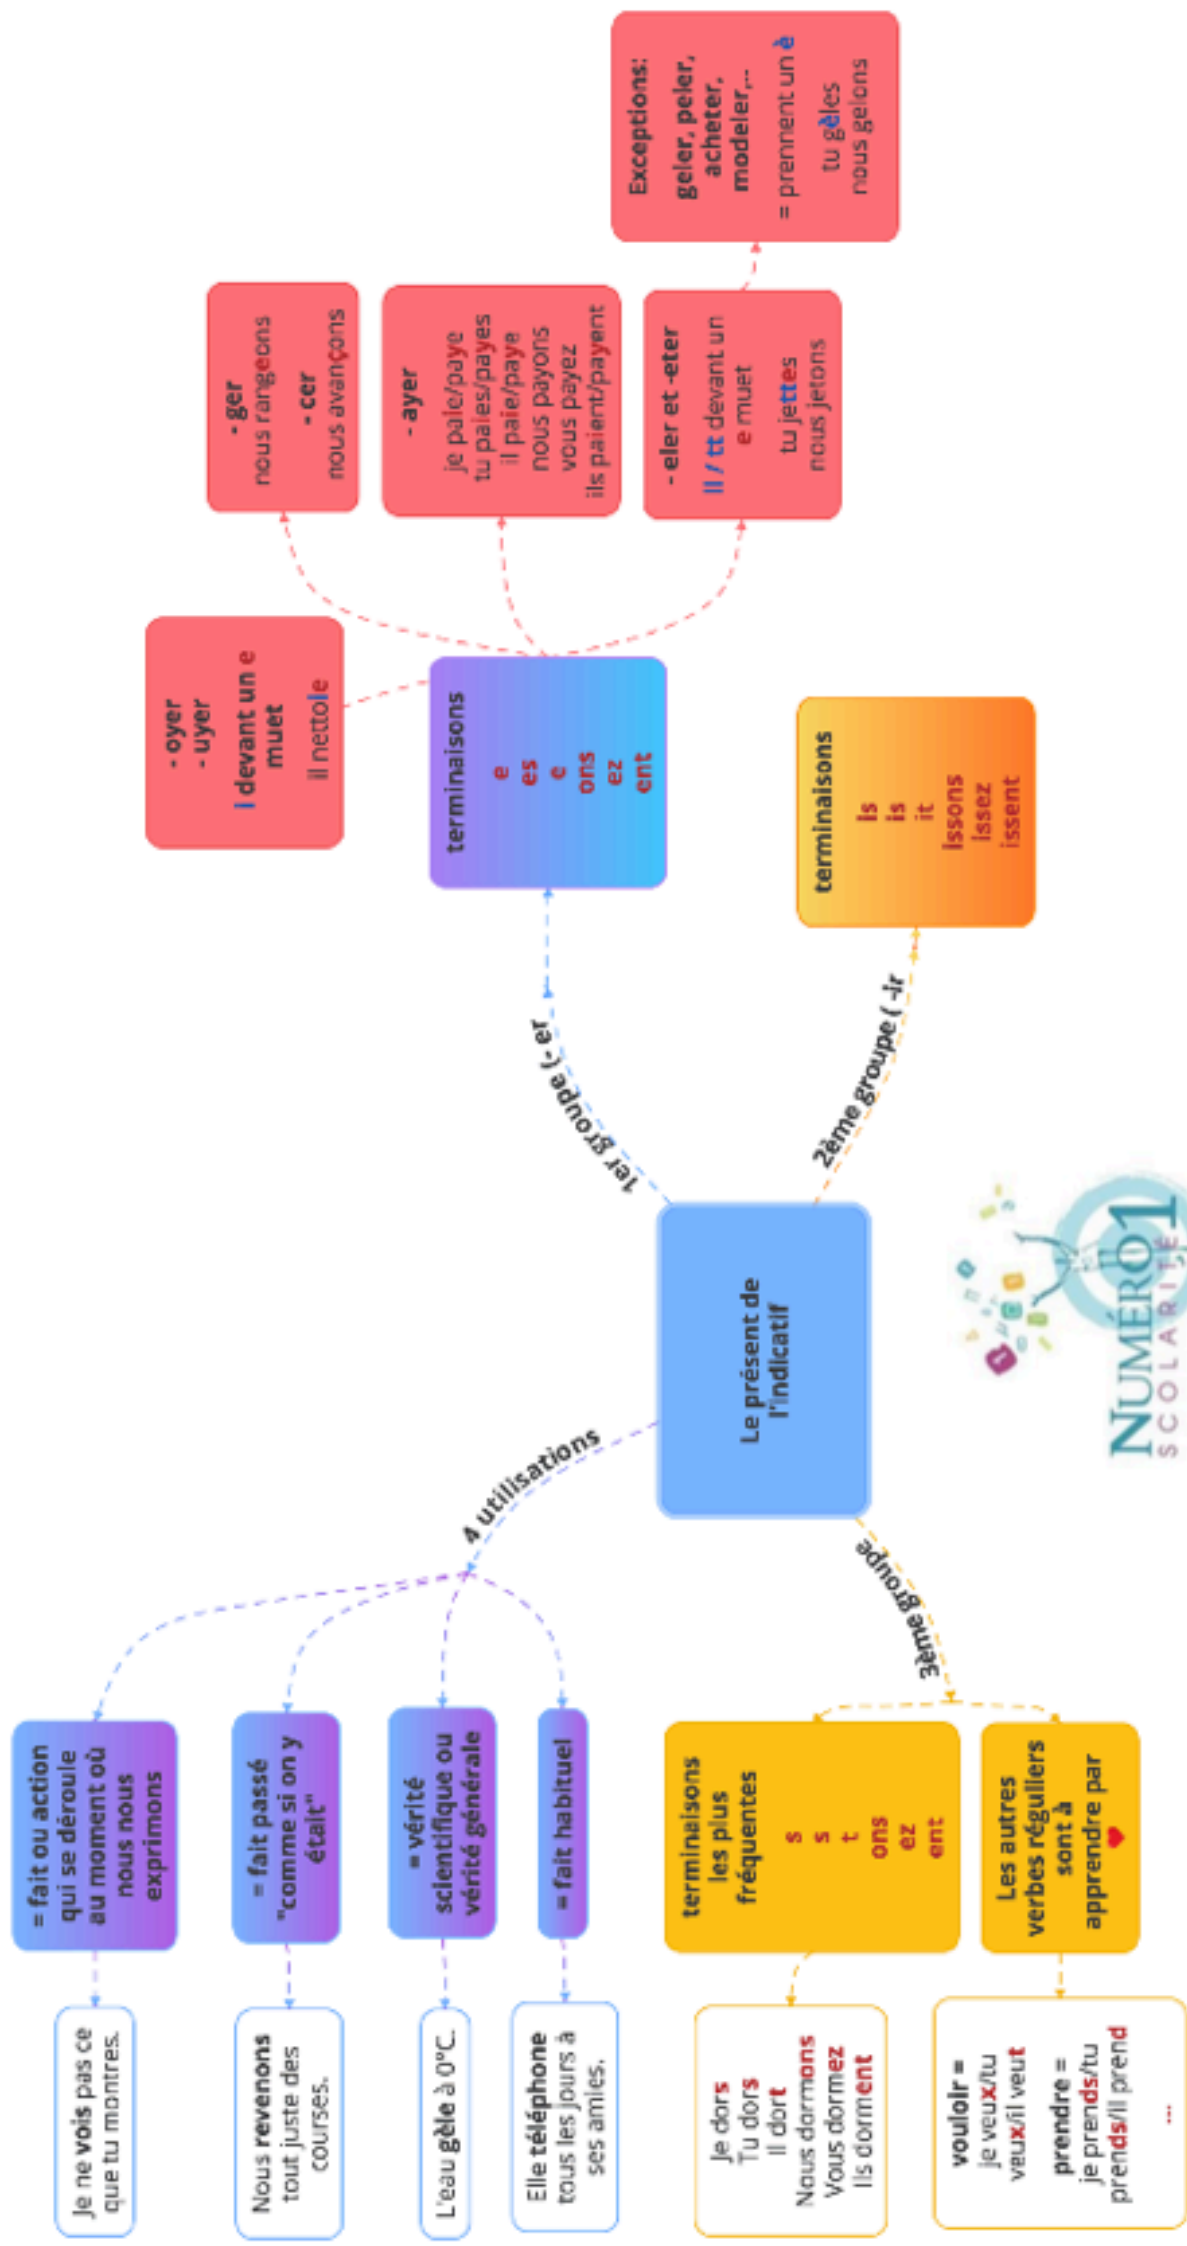 = fait ou action
qui se déroule
au moment où
nous nous
exprimons
Je ne vois pas ce
que tu montres.
= fait passé
"comme si on y
était"
Nous revenons
tout juste des
courses.
= vérité
scientifique ou
vérité générale
L'eau gèle à 0°C.
= fait habituel
Elle téléphone
tous les jours à
ses amies.
4 utilisations
Le présent de
l'indicatif
1er groupe (- er
terminaisons
e
es
e
ons
ez
ent
- oyer
- uyer
i devant un e
muet
il nettoie
- ger
nous rangeons
- cer
nous avançons
- ayer
je paie/paye
tu paies/payes
il paie/paye
nous payons
vous payez
ils paient/payent
- eler et -eter
ll / tt devant un
e muet
tu jettes
nous jetons
Exceptions:
geler, peler,
acheter,
modeler,...
= prennent un è
tu gèles
nous gelons
2ème groupe ( -ir
terminaisons
is
is
it
issons
issez
issent
3ème groupe
terminaisons
les plus
fréquentes
s
s
t
ons
ez
ent
Je dors
Tu dors
Il dort
Nous dormons
Vous dormez
Ils dorment
Les autres
verbes réguliers
sont à
apprendre par
❤
vouloir =
je veux/tu
veux/il veut
prendre =
je prends/tu
prends/il prend
...
NUMÉRO1
SCOLARITÉ